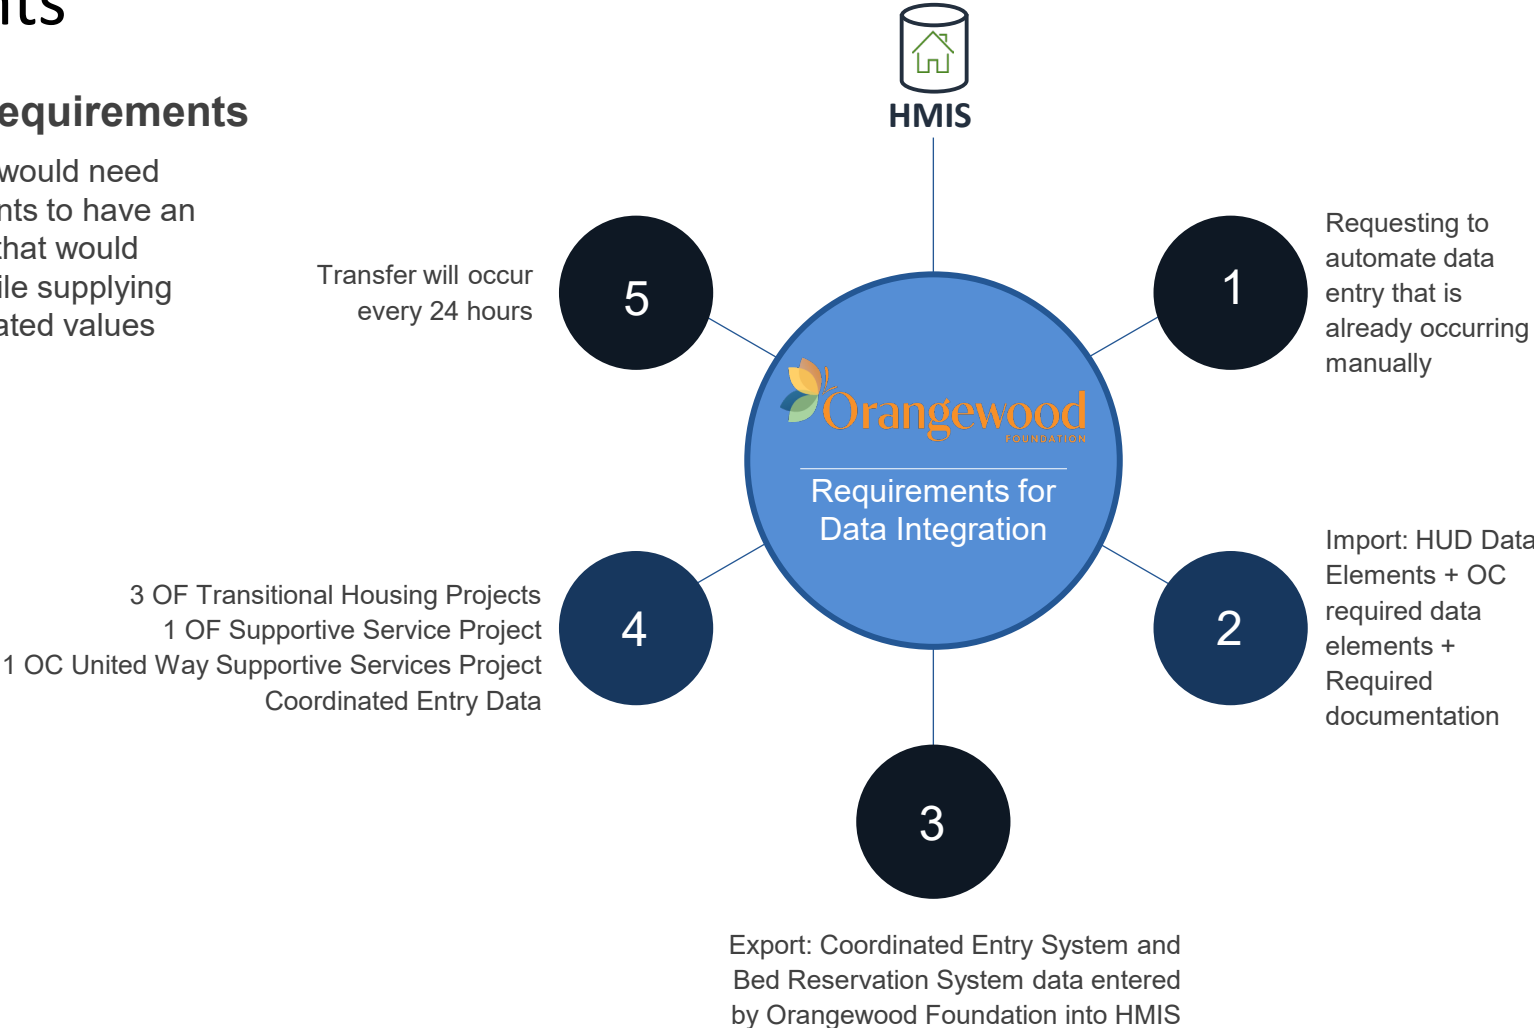 nts
equirements
would need
nts to have an
that would
ile supplying
ated values
HMIS
1
Requesting to
automate data
entry that is
already occurring
manually
5
Transfer will occur
every 24 hours
Orangewood
FOUNDATION
Requirements for
Data Integration
2
Import: HUD Data
Elements + OC
required data
elements +
Required
documentation
4
3 OF Transitional Housing Projects
1 OF Supportive Service Project
1 OC United Way Supportive Services Project
Coordinated Entry Data
3
Export: Coordinated Entry System and
Bed Reservation System data entered
by Orangewood Foundation into HMIS